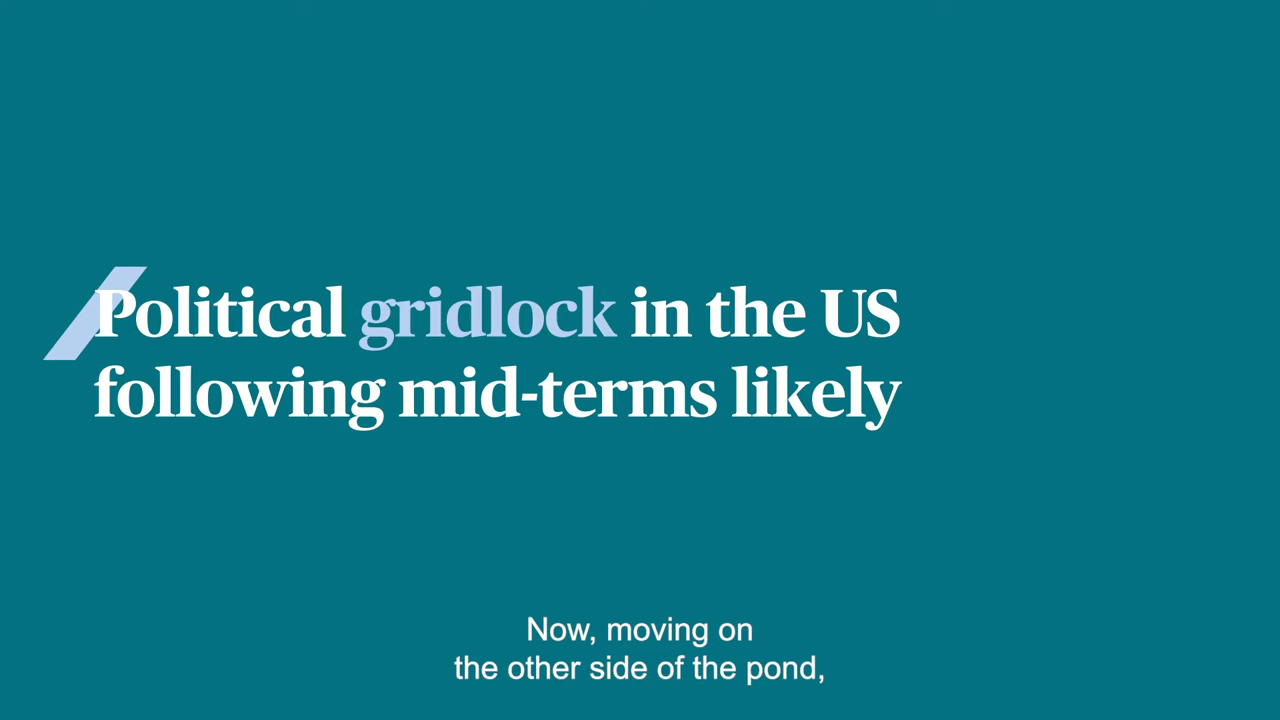 Political gridlock in the US
following mid-terms likely
Now, moving on
the other side of the pond,